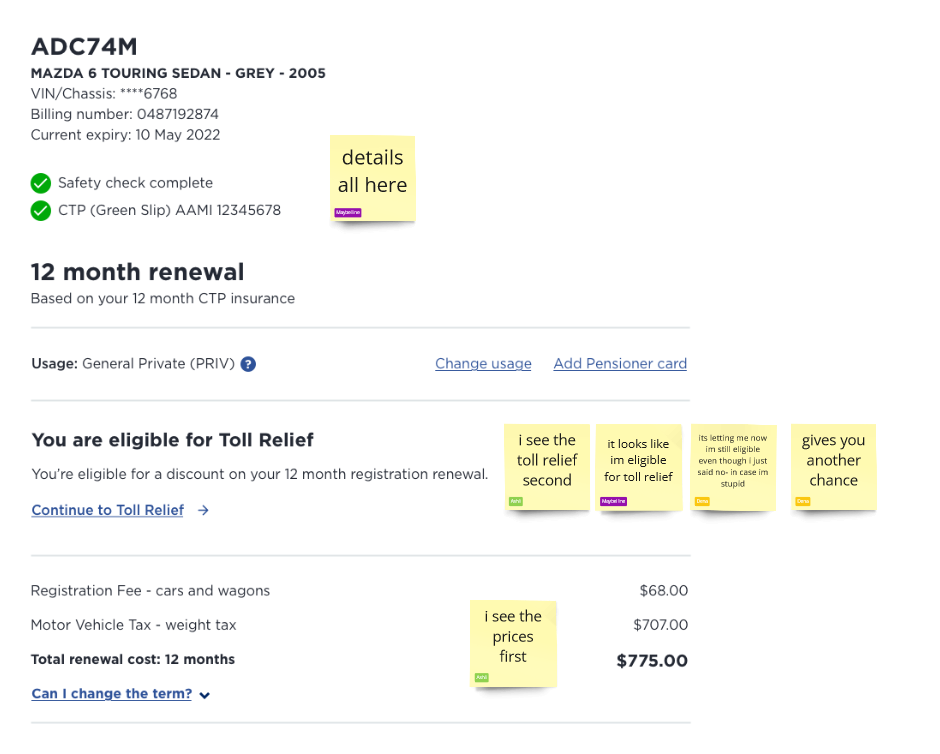 ADC74M
MAZDA 6 TOURING SEDAN - GREY - 2005
VIN/Chassis: ****6768
Billing number: 0487192874
Current expiry: 10 May 2022
details
all here
Maybelline
Safety check complete
CTP (Green Slip) AAMI 12345678
12 month renewal
Based on your 12 month CTP insurance
Usage: General Private (PRIV) ?
Change usage
Add Pensioner card
You are eligible for Toll Relief
You're eligible for a discount on your 12 month registration renewal.
Continue to Toll Relief
i see the
toll relief
second
it looks like
im eligible
for toll relief
Maybelline
its letting me now
im still eligible
even though i just
said no- in case im
stupid
gives you
another
chance
Registration Fee - cars and wagons
$68.00
Motor Vehicle Tax - weight tax
$707.00
Total renewal cost: 12 months
$775.00
Can I change the term?
i see the
prices
first